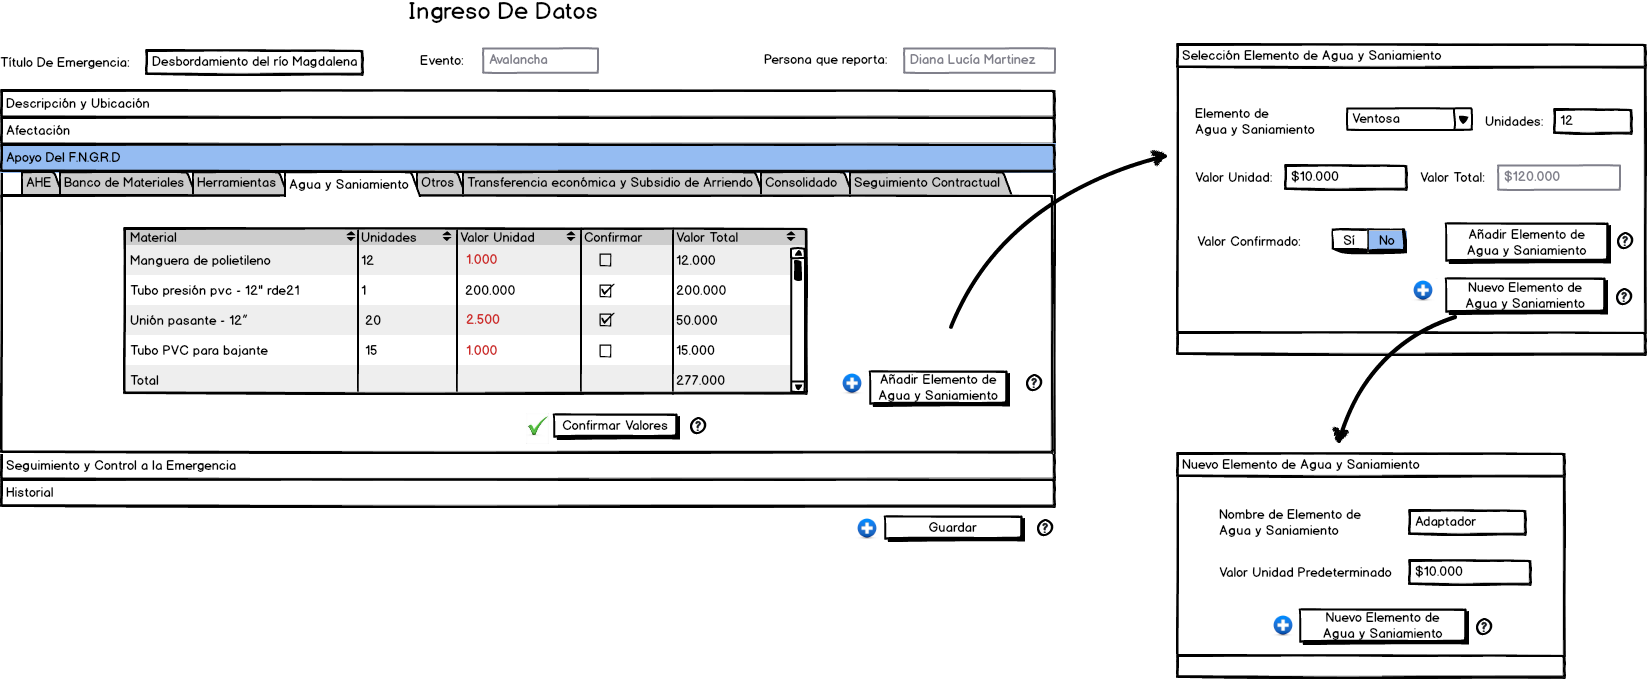 Ingreso De Datos
Título De Emergencia: Desbordamiento del río Magdalena Evento: Avalancha Persona que reporta: Diana Lucía Martinez
Descripción y Ubicación
Afectación
Apoyo Del F.N.G.R.D
AHE Banco de Materiales Herramientas Agua y Saniamiento Otros Transferencia económica y Subsidio de Arriendo Consolidado Seguimiento Contractual
Material Unidades Valor Unidad Confirmar Valor Total
Manguera de polietileno 12 1.000 12.000
Tubo presión pvc - 12" rde21 1 200.000 200.000
Unión pasante - 12" 20 2.500 50.000
Tubo PVC para bajante 15 1.000 15.000
Total 277.000
Añadir Elemento de
Agua y Saniamiento ?
Confirmar Valores ?
Seguimiento y Control a la Emergencia
Historial
Guardar ?
Selección Elemento de Agua y Saniamiento
Elemento de
Agua y Saniamiento Ventosa Unidades: 12
Valor Unidad: $10.000 Valor Total: $120.000
Valor Confirmado: Sí No
Añadir Elemento de
Agua y Saniamiento ?
Nuevo Elemento de
Agua y Saniamiento ?
Nuevo Elemento de Agua y Saniamiento
Nombre de Elemento de
Agua y Saniamiento Adaptador
Valor Unidad Predeterminado $10.000
Nuevo Elemento de
Agua y Saniamiento ?